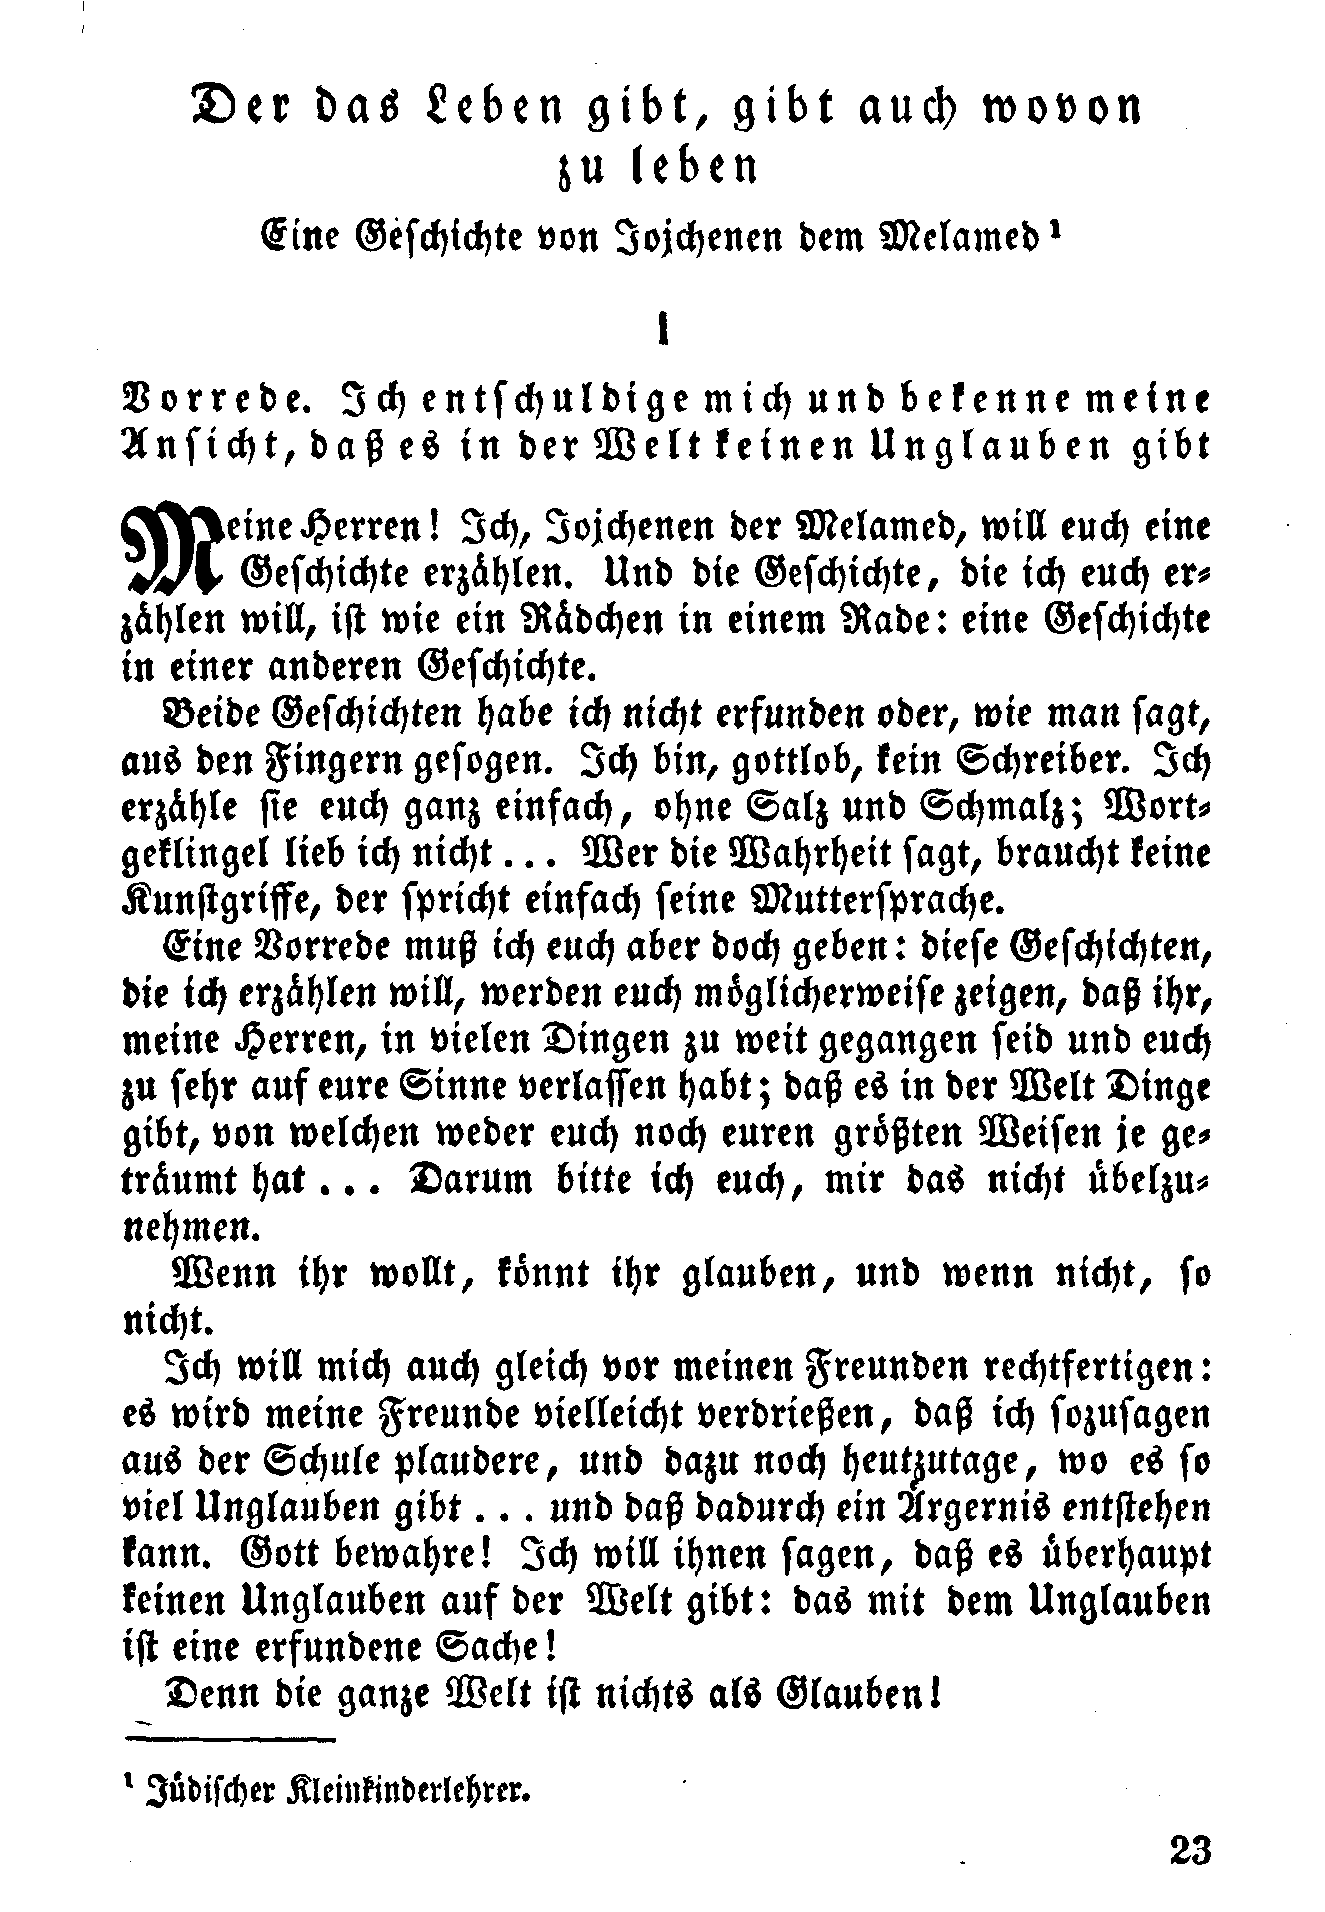 Der das Leben gibt, gibt auch wovon
zu leben
Eine Geschichte von Jojchenen dem Melamed¹
I
Vorrede. Ich entschuldige mich und bekenne meine
Ansicht, daß es in der Welt keinen Unglauben gibt
Meine Herren! Ich, Jojchenen der Melamed, will euch eine
Geschichte erzählen. Und die Geschichte, die ich euch er-
zählen will, ist wie ein Rädchen in einem Rade: eine Geschichte
in einer anderen Geschichte.
Beide Geschichten habe ich nicht erfunden oder, wie man sagt,
aus den Fingern gesogen. Ich bin, gottlob, kein Schreiber. Ich
erzähle sie euch ganz einfach, ohne Salz und Schmalz; Wort-
geklingel lieb ich nicht... Wer die Wahrheit sagt, braucht keine
Kunstgriffe, der spricht einfach seine Muttersprache.
Eine Vorrede muß ich euch aber doch geben: diese Geschichten,
die ich erzählen will, werden euch möglicherweise zeigen, daß ihr,
meine Herren, in vielen Dingen zu weit gegangen seid und euch
zu sehr auf eure Sinne verlassen habt; daß es in der Welt Dinge
gibt, von welchen weder euch noch euren größten Weisen je ge-
träumt hat... Darum bitte ich euch, mir das nicht übelzu-
nehmen.
Wenn ihr wollt, könnt ihr glauben, und wenn nicht, so
nicht.
Ich will mich auch gleich vor meinen Freunden rechtfertigen:
es wird meine Freunde vielleicht verdrießen, daß ich sozusagen
aus der Schule plaudere, und dazu noch heutzutage, wo es so
viel Unglauben gibt... und daß dadurch ein Ärgernis entstehen
kann. Gott bewahre! Ich will ihnen sagen, daß es überhaupt
keinen Unglauben auf der Welt gibt: das mit dem Unglauben
ist eine erfundene Sache!
Denn die ganze Welt ist nichts als Glauben!
¹ Jüdischer Kleinkinderlehrer.
23